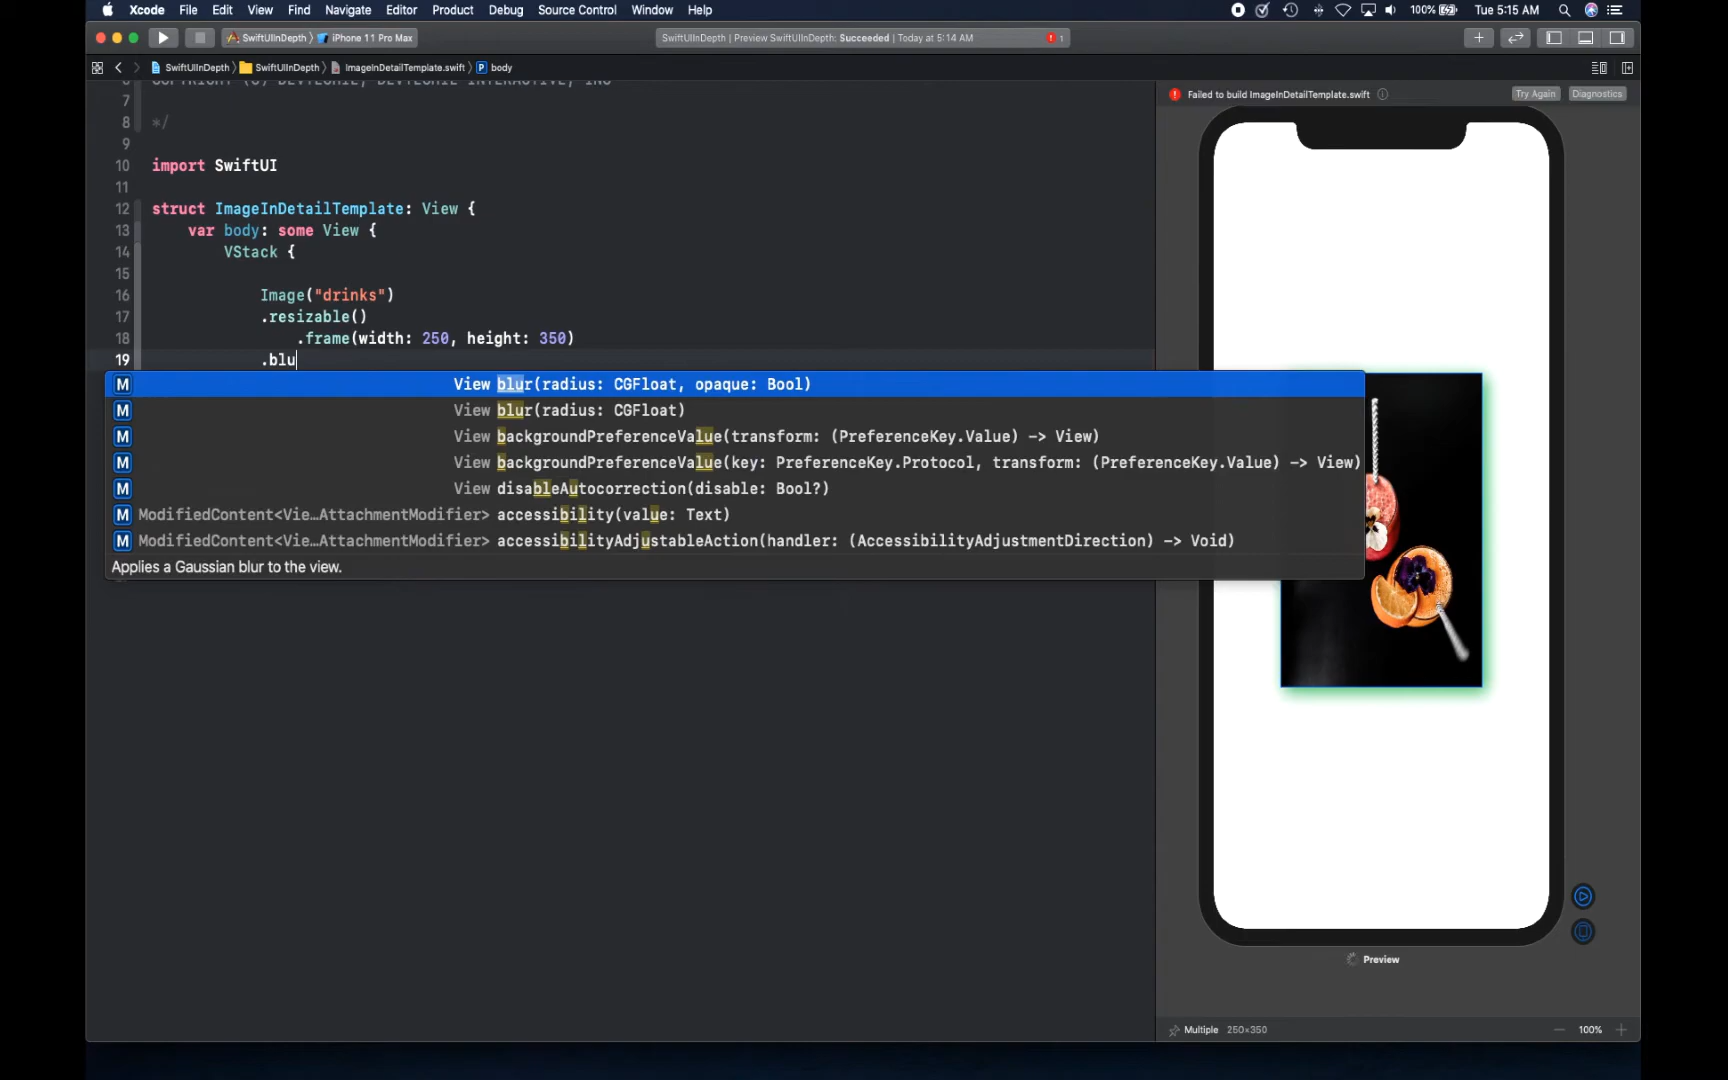 Xcode File Edit View Find Navigate Editor Product Debug Source Control Window Help 100% Tue 5:15 AM
SwiftUIInDepth iPhone 11 Pro Max SwiftUIInDepth | Preview SwiftUIInDepth: Succeeded | Today at 5:14 AM 1
SwiftUIInDepth SwiftUIInDepth ImageInDetailTemplate.swift body
Failed to build ImageInDetailTemplate.swift Try Again Diagnostics
7
8 */
9
10 import SwiftUI
11
12 struct ImageInDetailTemplate: View {
13 var body: some View {
14 VStack {
15
16 Image("drinks")
17 .resizable()
18 .frame(width: 250, height: 350)
19 .blu
M View blur(radius: CGFloat, opaque: Bool)
M View blur(radius: CGFloat)
M View backgroundPreferenceValue(transform: (PreferenceKey.Value) -> View)
M View backgroundPreferenceValue(key: PreferenceKey.Protocol, transform: (PreferenceKey.Value) -> View)
M View disableAutocorrection(disable: Bool?)
M ModifiedContent<Vie…AttachmentModifier> accessibility(value: Text)
M ModifiedContent<Vie…AttachmentModifier> accessibilityAdjustableAction(handler: (AccessibilityAdjustmentDirection) -> Void)
Applies a Gaussian blur to the view.
Preview
Multiple 250×350 100%